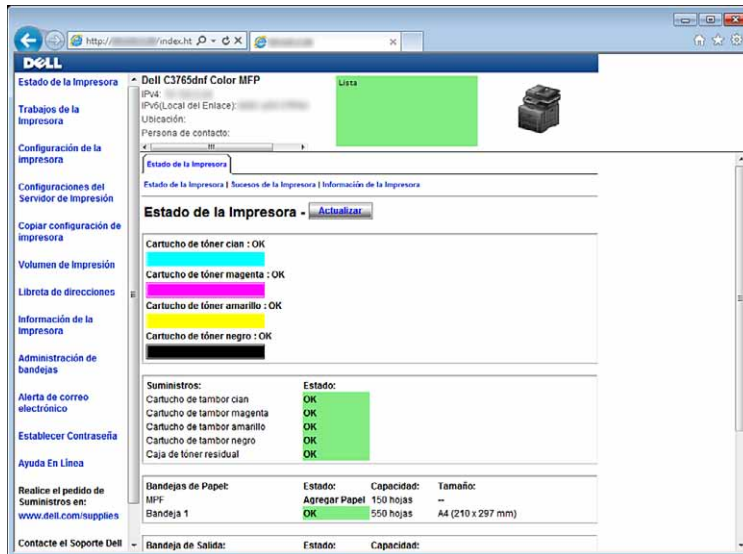 http:// /index.ht
DELL
Estado de la Impresora
Trabajos de la
Impresora
Configuración de la
impresora
Configuraciones del
Servidor de Impresión
Copiar configuración de
impresora
Volumen de Impresión
Libreta de direcciones
Información de la
Impresora
Administración de
bandejas
Alerta de correo
electrónico
Establecer Contraseña
Ayuda En Línea
Realice el pedido de
Suministros en:
www.dell.com/supplies
Contacte el Soporte Dell
Dell C3765dnf Color MFP
IPv4:
IPv6(Local del Enlace):
Ubicación:
Persona de contacto:
Lista
Estado de la Impresora
Estado de la Impresora | Sucesos de la Impresora | Información de la Impresora
Estado de la Impresora - Actualizar
Cartucho de tóner cian : OK
Cartucho de tóner magenta : OK
Cartucho de tóner amarillo : OK
Cartucho de tóner negro : OK
Suministros: Estado:
Cartucho de tambor cian OK
Cartucho de tambor magenta OK
Cartucho de tambor amarillo OK
Cartucho de tambor negro OK
Caja de tóner residual OK
Bandejas de Papel: Estado: Capacidad: Tamaño:
MPF Agregar Papel 150 hojas --
Bandeja 1 OK 550 hojas A4 (210 x 297 mm)
Bandeja de Salida: Estado: Capacidad: